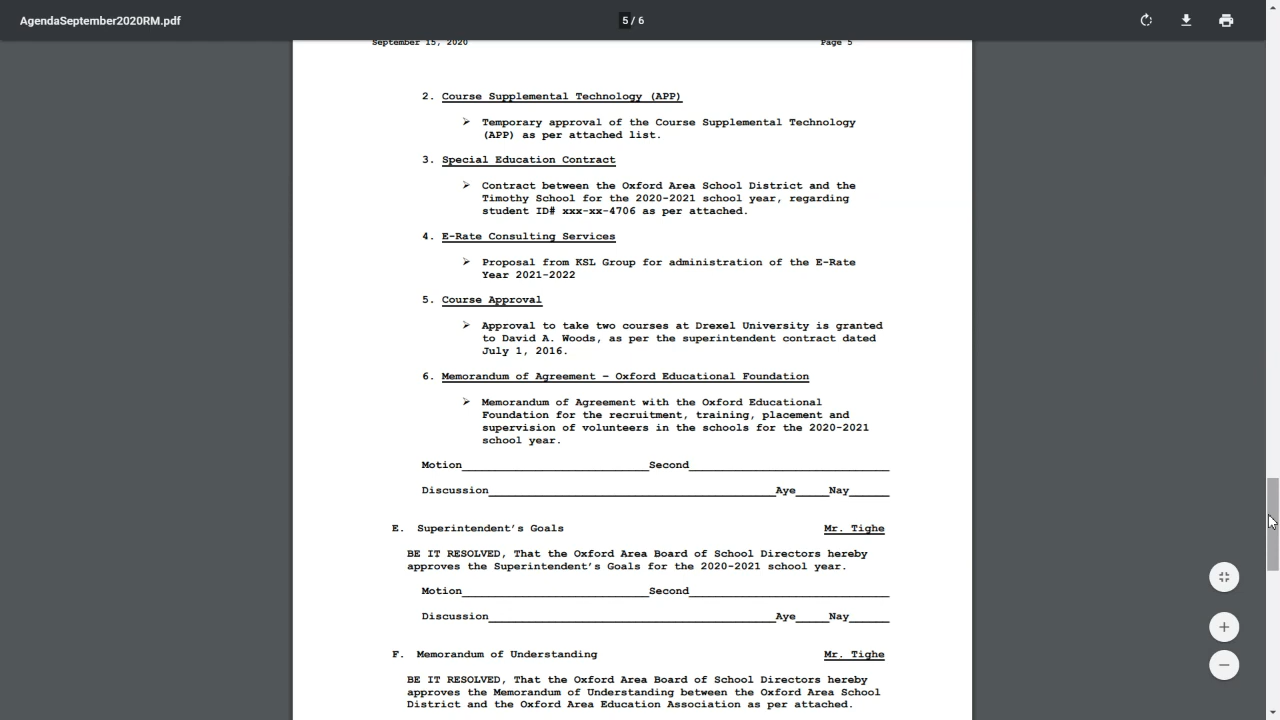 AgendaSeptember2020RM.pdf
5 / 6
September 15, 2020 Page 5
2. Course Supplemental Technology (APP)
➢ Temporary approval of the Course Supplemental Technology
(APP) as per attached list.
3. Special Education Contract
➢ Contract between the Oxford Area School District and the
Timothy School for the 2020-2021 school year, regarding
student ID# xxx-xx-4706 as per attached.
4. E-Rate Consulting Services
➢ Proposal from KSL Group for administration of the E-Rate
Year 2021-2022
5. Course Approval
➢ Approval to take two courses at Drexel University is granted
to David A. Woods, as per the superintendent contract dated
July 1, 2016.
6. Memorandum of Agreement – Oxford Educational Foundation
➢ Memorandum of Agreement with the Oxford Educational
Foundation for the recruitment, training, placement and
supervision of volunteers in the schools for the 2020-2021
school year.
Motion____________________________Second______________________________
Discussion___________________________________________Aye_____Nay______
E. Superintendent's Goals Mr. Tighe
BE IT RESOLVED, That the Oxford Area Board of School Directors hereby
approves the Superintendent's Goals for the 2020-2021 school year.
Motion____________________________Second______________________________
Discussion___________________________________________Aye_____Nay______
F. Memorandum of Understanding Mr. Tighe
BE IT RESOLVED, That the Oxford Area Board of School Directors hereby
approves the Memorandum of Understanding between the Oxford Area School
District and the Oxford Area Education Association as per attached.